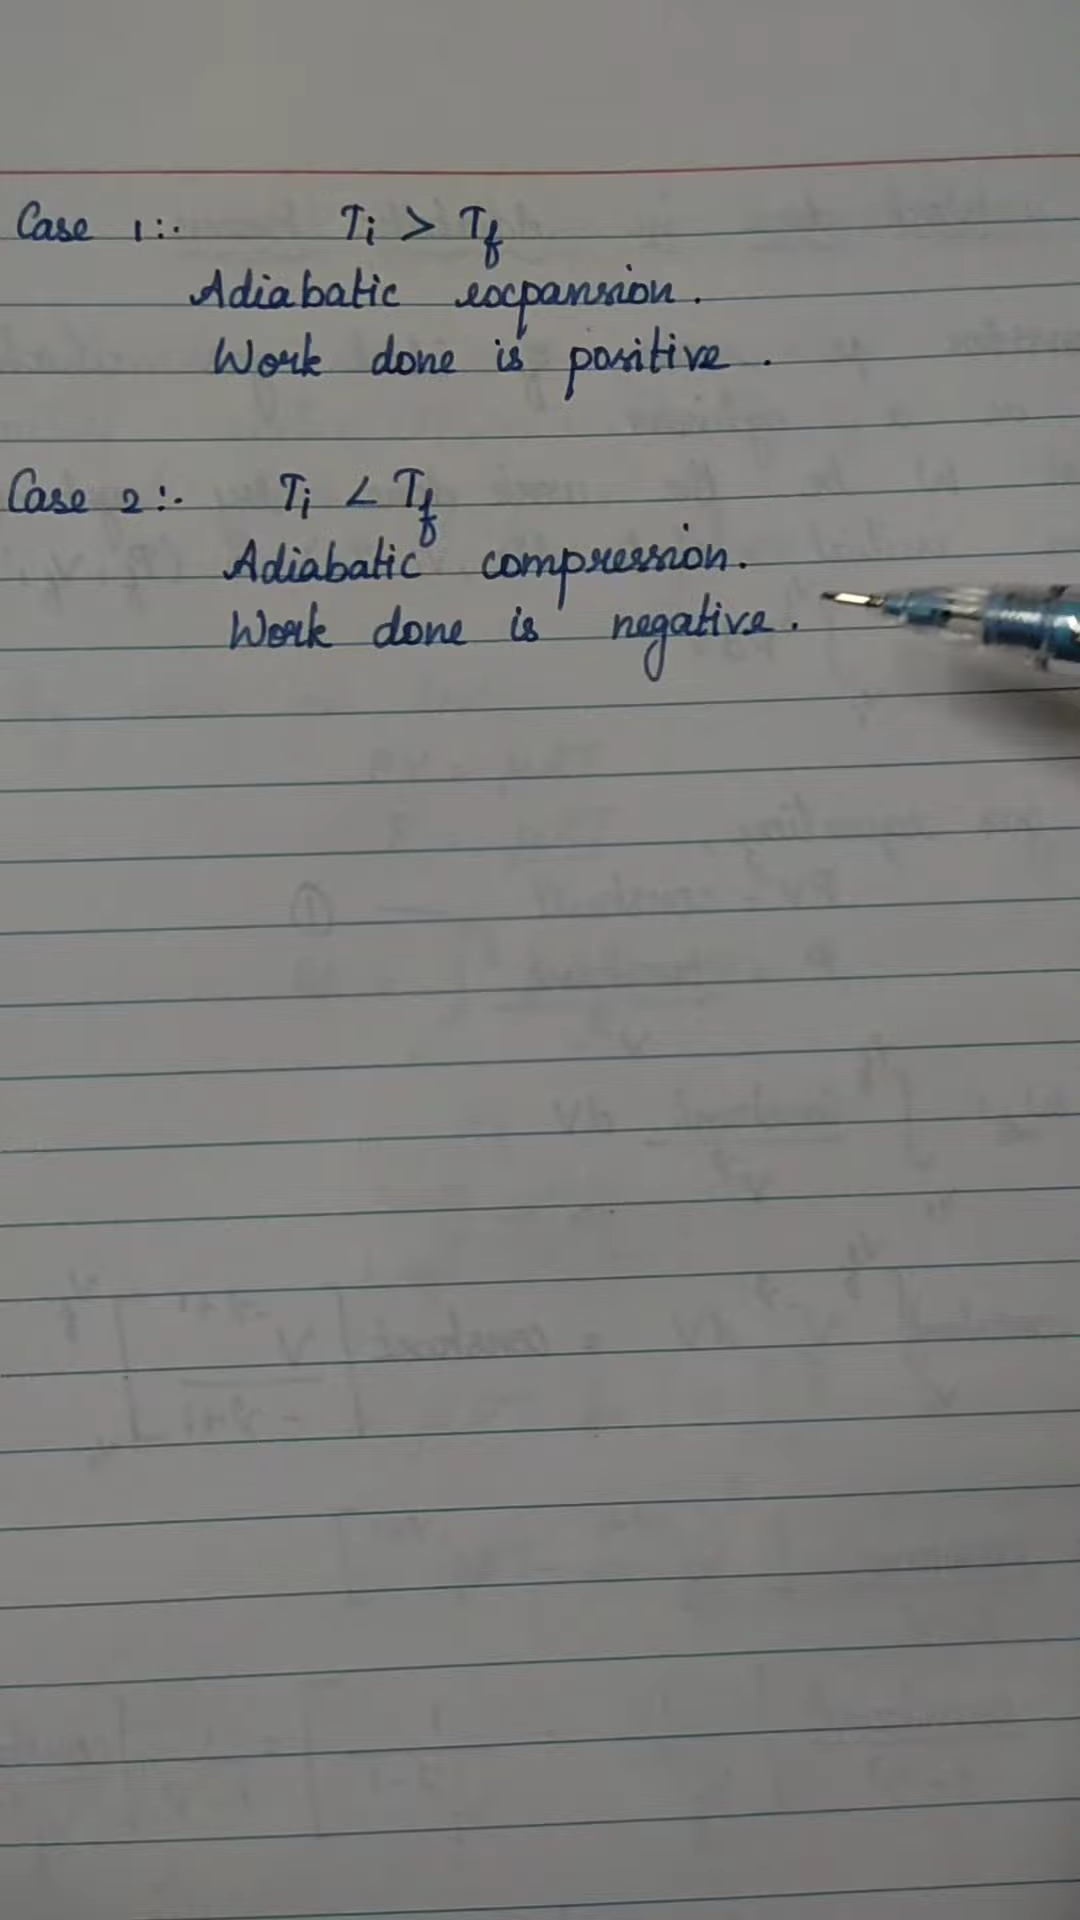 Case 1:- Ti > Tf
Adiabatic expansion.
Work done is positive.
Case 2:- Ti < Tf
Adiabatic compression.
Work done is negative.